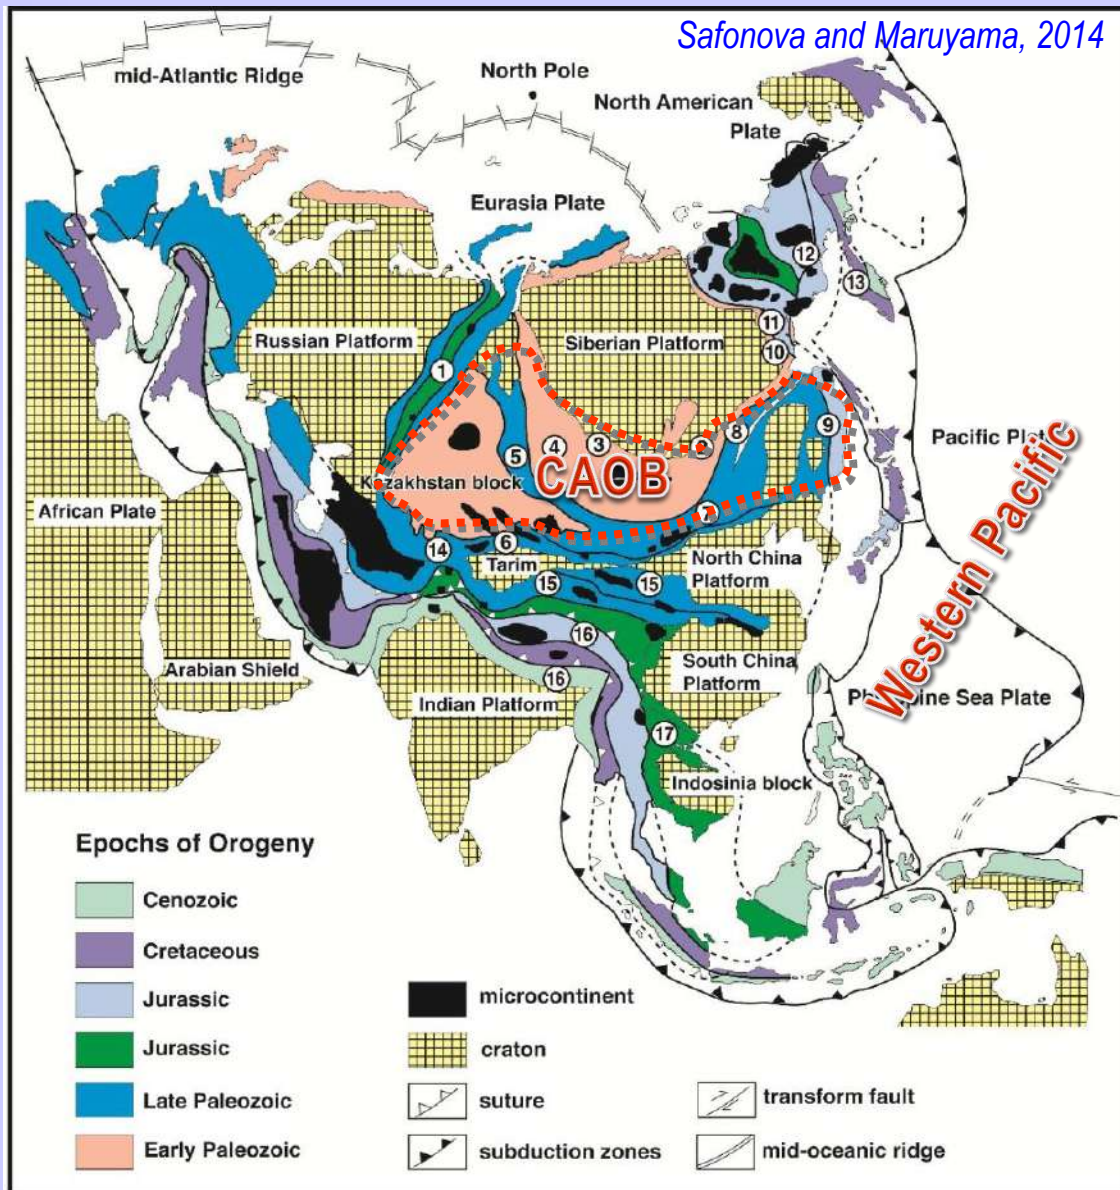 Safonova and Maruyama, 2014
mid-Atlantic Ridge
North Pole
North American
Plate
Eurasia Plate
12
13
11
10
Russian Platform
Siberian Platform
1
9
8
3
4
5
CAOB
Pacific Plate
Kazakhstan block
African Plate
7
6
14
Tarim
North China
Platform
15
15
Western Pacific
16
Arabian Shield
South China
Platform
16
Indian Platform
Philippine Sea Plate
17
Indosinia block
Epochs of Orogeny
Cenozoic
Cretaceous
Jurassic
Jurassic
Late Paleozoic
Early Paleozoic
microcontinent
craton
suture
subduction zones
transform fault
mid-oceanic ridge